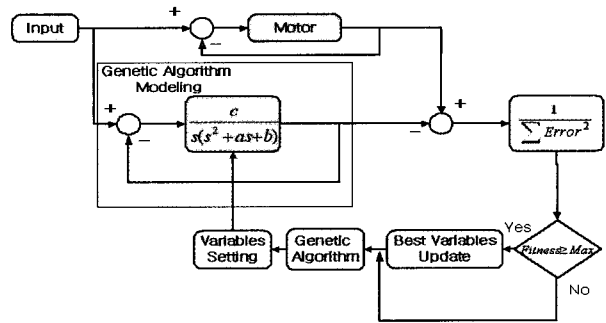 Input
+
−
Motor
Genetic Algorithm
Modeling
+
−
c
s(s² +as+b)
−
+
1
∑ Error²
Variables
Setting
Genetic
Algorithm
Best Variables
Update
Yes
Fitness≥Max
No